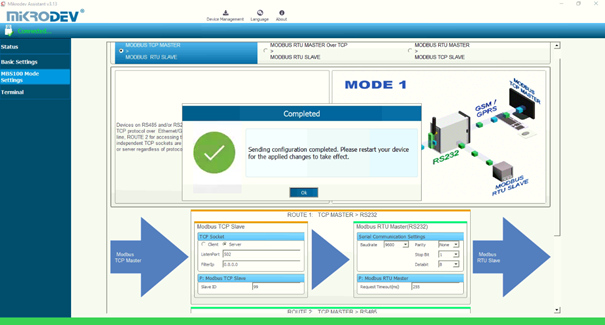 Mikrodev Assistant v3.72
MiKRODEV
Device Management
Language
About
Connected...
Status
Basic Settings
MBS100 Mode
Settings
Terminal
MODBUS TCP MASTER
>
MODBUS RTU SLAVE
MODBUS RTU MASTER Over TCP
>
MODBUS RTU SLAVE
MODBUS RTU MASTER
>
MODBUS TCP SLAVE
MODE 1
MODBUS
TCP MASTER
GSM /
GPRS
RS232
MODBUS
RTU SLAVE
Devices on RS485 and/or RS2
TCP protocol over Ethernet/G
line, ROUTE 2 for accessing t
independent TCP sockets are
or server regardless of protoco
Completed
Sending configuration completed. Please restart your device
for the applied changes to take effect.
Ok
ROUTE 1. TCP MASTER > RS232
Modbus TCP Slave
TCP Socket
Client
Server
ListenPort
502
FilterIp
0.0.0.0
P: Modbus TCP Slave
Slave ID
99
Modbus RTU Master(RS232)
Serial Communication Settings
Baudrate
9600
Parity
None
Stop Bit
1
Databit
8
P: Modbus RTU Master
Request Timeout(ms)
250
Modbus
TCP Master
Modbus
RTU Slave
ROUTE 2. TCP MASTER > RS485